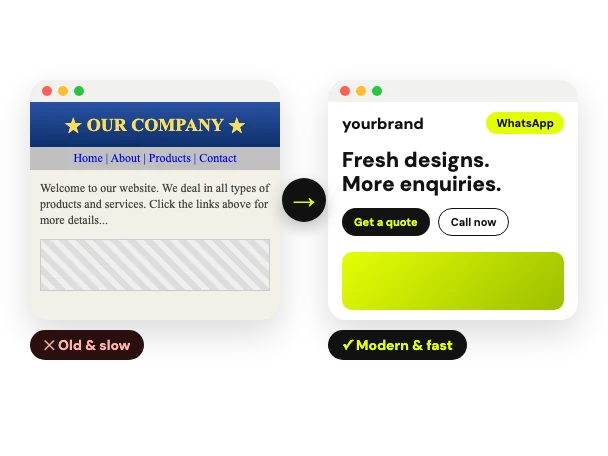 ★ OUR COMPANY ★
Home | About | Products | Contact
Welcome to our website. We deal in all types of
products and services. Click the links above for
more details...
✕ Old & slow
→
yourbrand
WhatsApp
Fresh designs.
More enquiries.
Get a quote
Call now
✓ Modern & fast